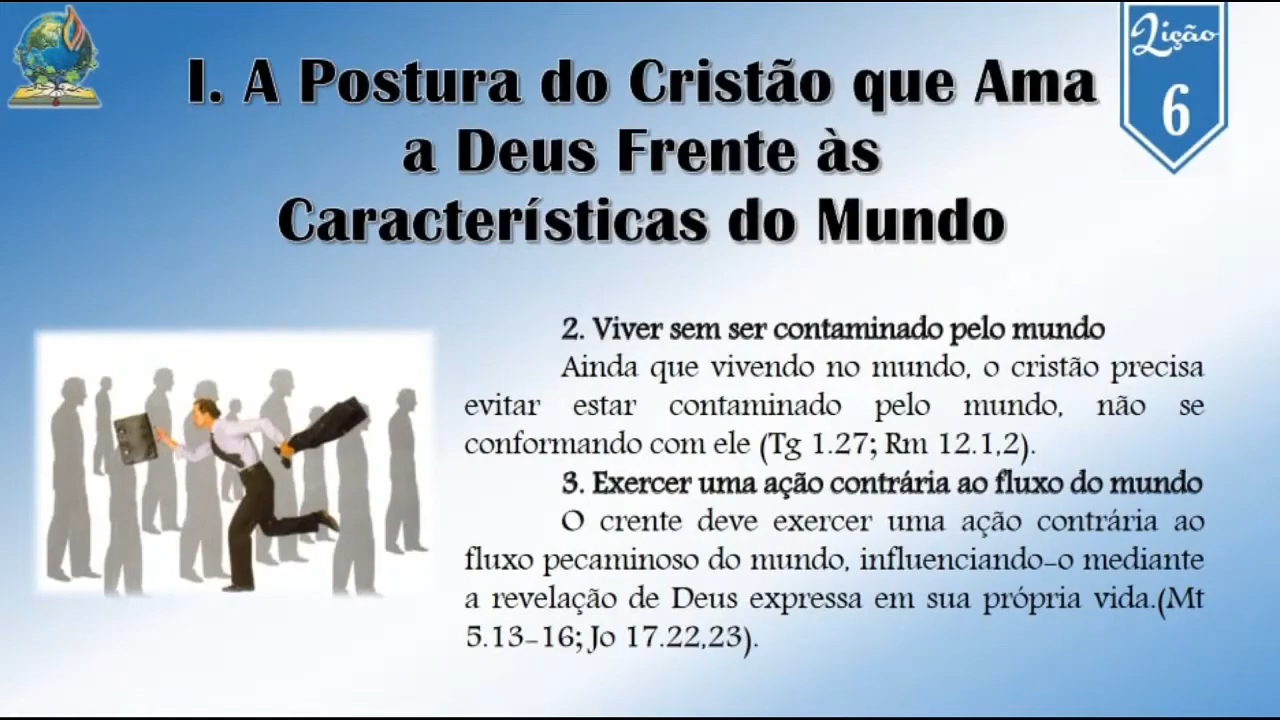 Lição
6
I. A Postura do Cristão que Ama
a Deus Frente às
Características do Mundo
2. Viver sem ser contaminado pelo mundo
Ainda que vivendo no mundo, o cristão precisa
evitar estar contaminado pelo mundo, não se
conformando com ele (Tg 1.27; Rm 12.1,2).
3. Exercer uma ação contrária ao fluxo do mundo
O crente deve exercer uma ação contrária ao
fluxo pecaminoso do mundo, influenciando-o mediante
a revelação de Deus expressa em sua própria vida.(Mt
5.13-16; Jo 17.22,23).